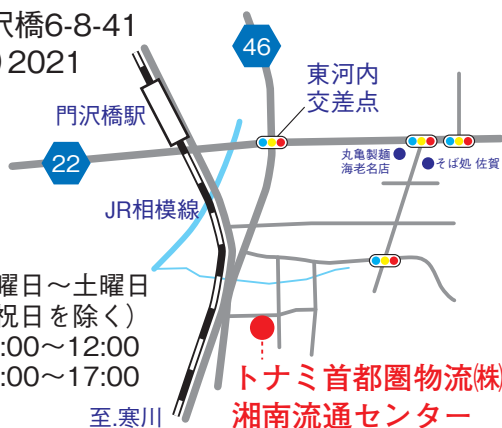 沢橋6-8-41
2021
46
東河内
交差点
門沢橋駅
22
丸亀製麺
海老名店
そば処 佐賀
JR相模線
曜日～土曜日
祝日を除く）
:00～12:00
:00～17:00
トナミ首都圏物流㈱
湘南流通センター
至.寒川